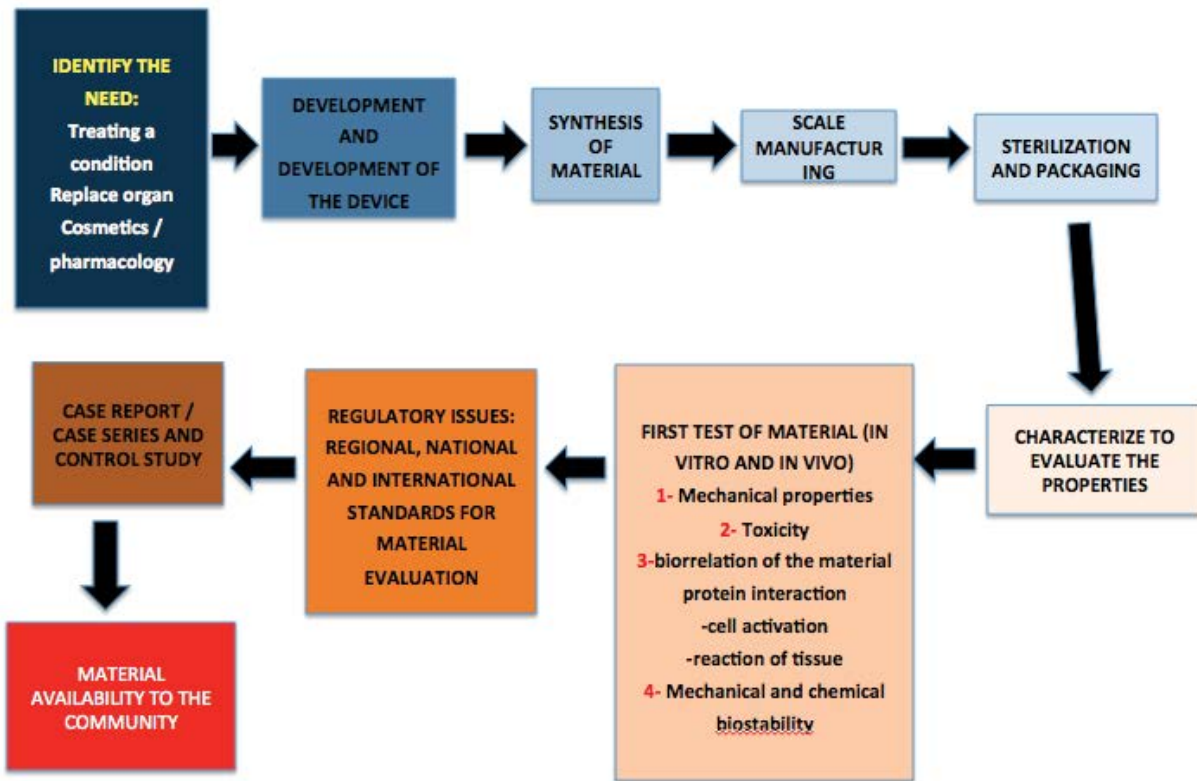 IDENTIFY THE
NEED:
Treating a
condition
Replace organ
Cosmetics /
pharmacology
DEVELOPMENT
AND
DEVELOPMENT OF
THE DEVICE
SYNTHESIS
OF
MATERIAL
SCALE
MANUFACTUR
ING
STERILIZATION
AND PACKAGING
CHARACTERIZE TO
EVALUATE THE
PROPERTIES
FIRST TEST OF MATERIAL (IN
VITRO AND IN VIVO)
1- Mechanical properties
2- Toxicity
3-biorrelation of the material
protein interaction
-cell activation
-reaction of tissue
4- Mechanical and chemical
biostability
REGULATORY ISSUES:
REGIONAL, NATIONAL
AND INTERNATIONAL
STANDARDS FOR
MATERIAL
EVALUATION
CASE REPORT /
CASE SERIES AND
CONTROL STUDY
MATERIAL
AVAILABILITY TO THE
COMMUNITY